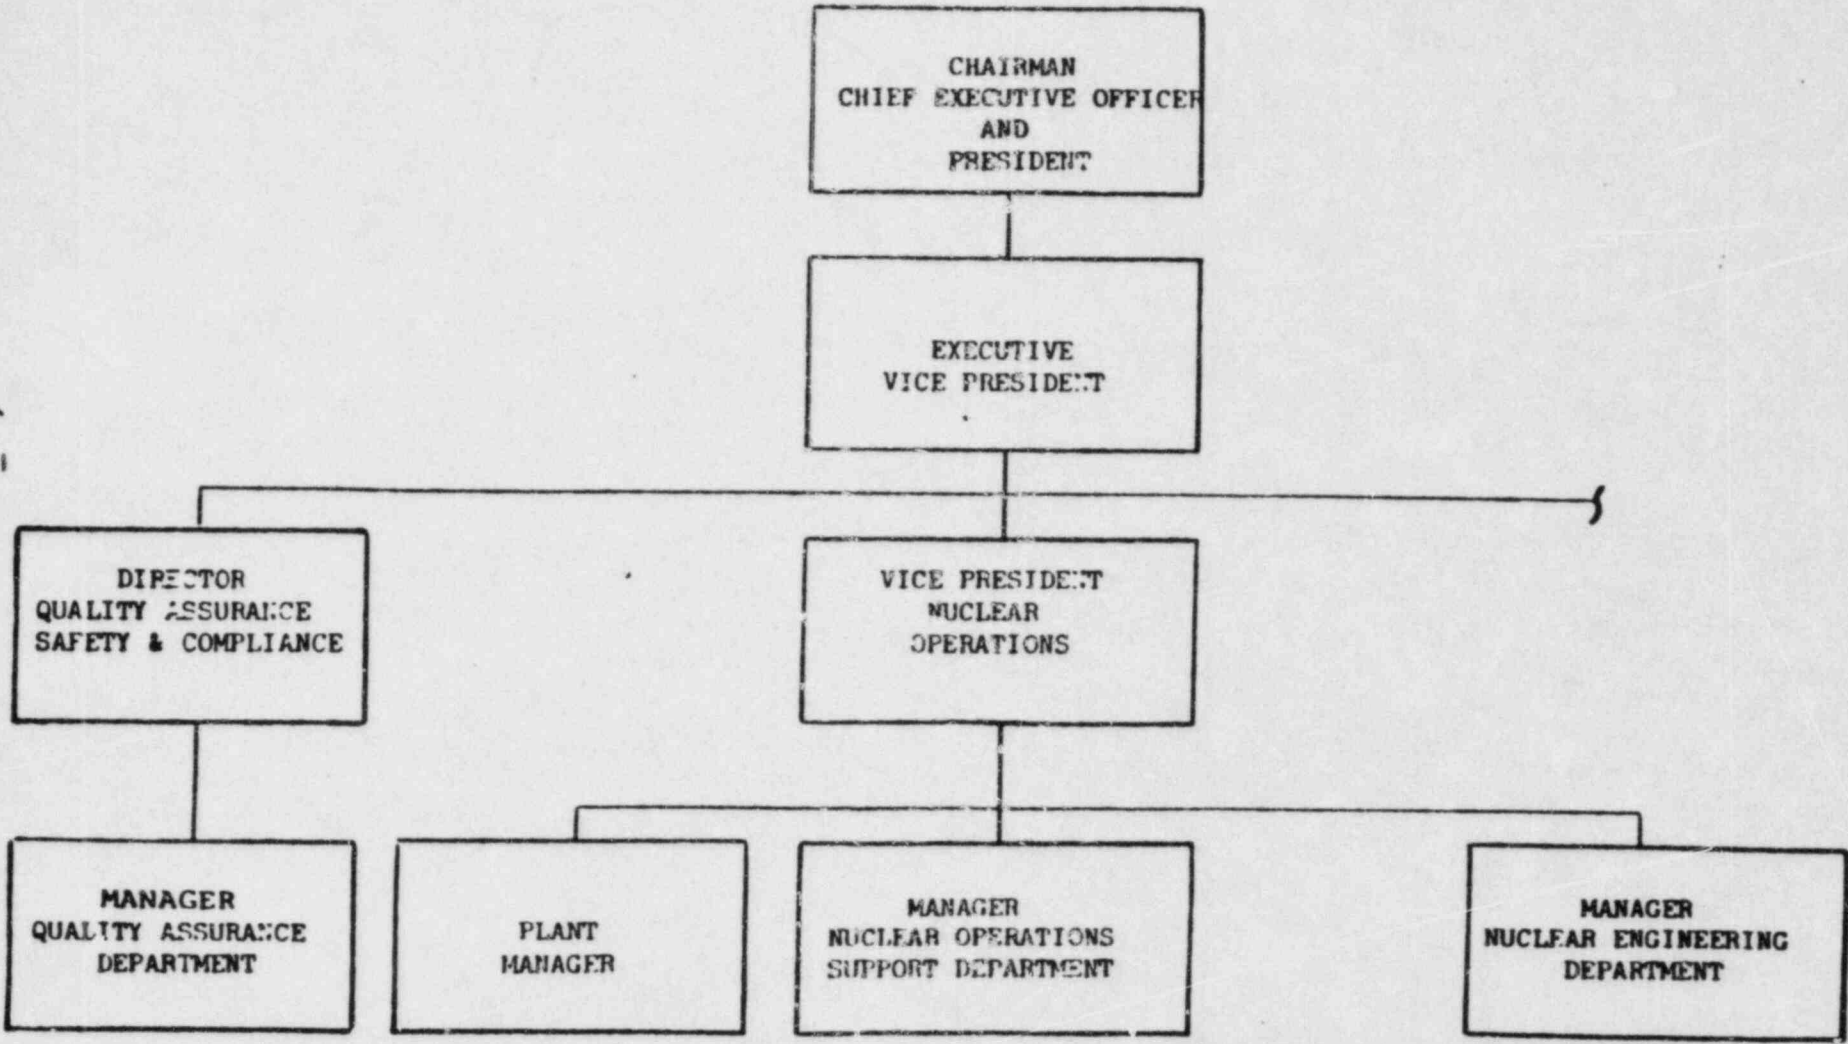 CHAIRMAN
CHIEF EXECUTIVE OFFICER
AND
PRESIDENT
EXECUTIVE
VICE PRESIDENT
DIRECTOR
QUALITY ASSURANCE
SAFETY & COMPLIANCE
VICE PRESIDENT
NUCLEAR
OPERATIONS
MANAGER
QUALITY ASSURANCE
DEPARTMENT
PLANT
MANAGER
MANAGER
NUCLEAR OPERATIONS
SUPPORT DEPARTMENT
MANAGER
NUCLEAR ENGINEERING
DEPARTMENT